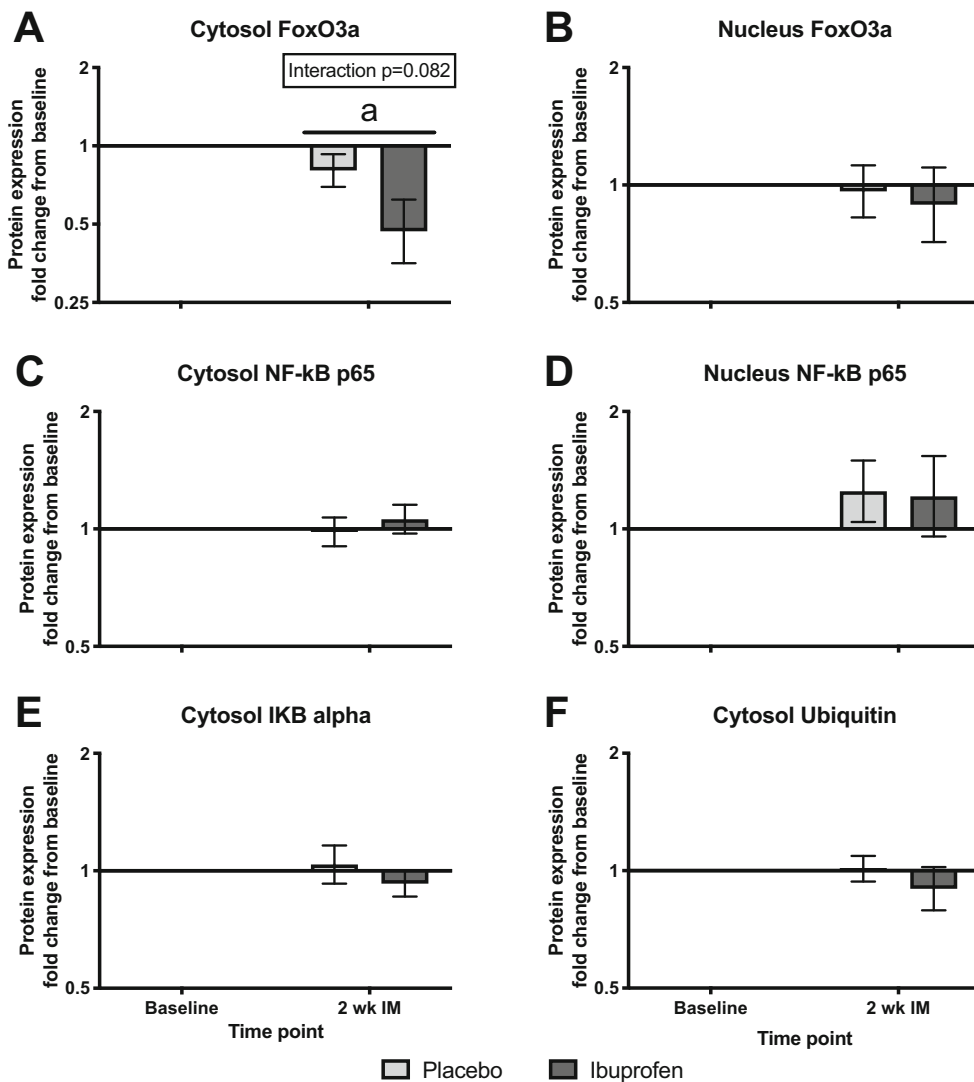 A
Cytosol FoxO3a
Interaction p=0.082
a
Protein expression
fold change from baseline
2
1
0.5
0.25
B
Nucleus FoxO3a
Protein expression
fold change from baseline
2
1
0.5
C
Cytosol NF-kB p65
Protein expression
fold change from baseline
2
1
0.5
D
Nucleus NF-kB p65
Protein expression
fold change from baseline
2
1
0.5
E
Cytosol IKB alpha
Protein expression
fold change from baseline
2
1
0.5
Baseline
2 wk IM
Time point
F
Cytosol Ubiquitin
Protein expression
fold change from baseline
2
1
0.5
Baseline
2 wk IM
Time point
Placebo
Ibuprofen